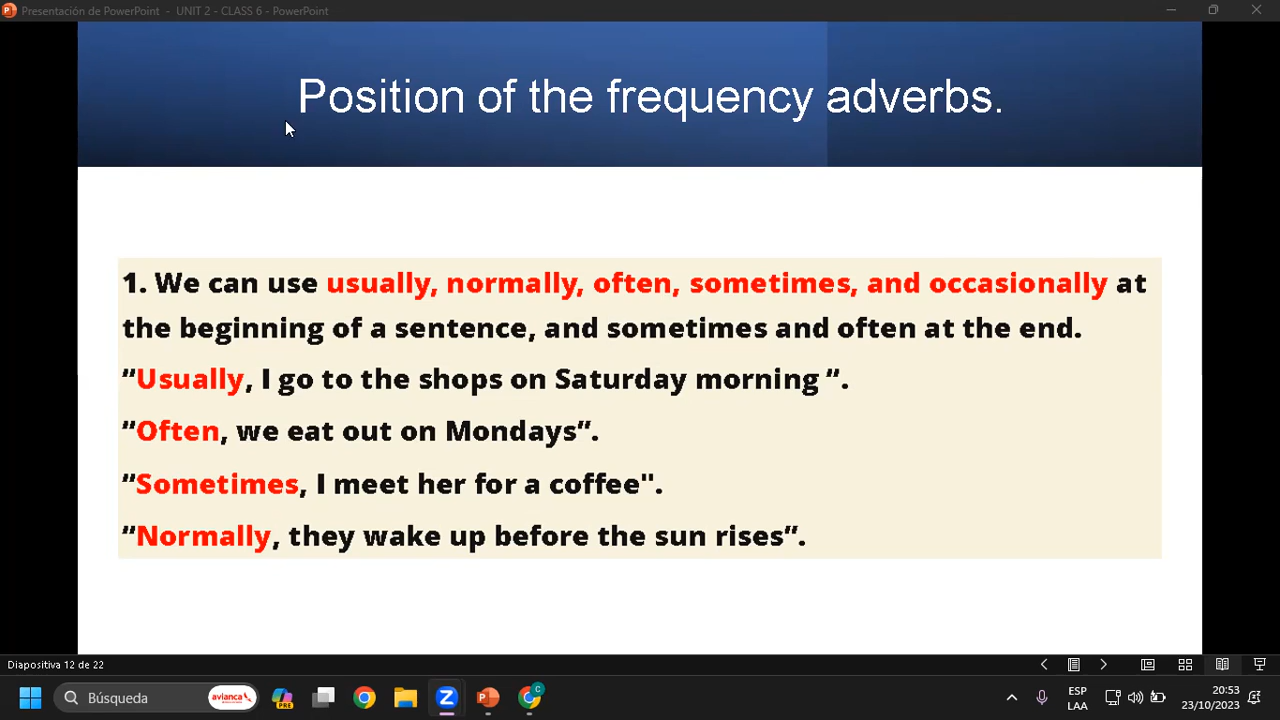 Presentación de PowerPoint - UNIT 2 - CLASS 6 - PowerPoint
Position of the frequency adverbs.
1. We can use usually, normally, often, sometimes, and occasionally at
the beginning of a sentence, and sometimes and often at the end.
“Usually, I go to the shops on Saturday morning ”.
“Often, we eat out on Mondays”.
“Sometimes, I meet her for a coffee".
“Normally, they wake up before the sun rises”.
Diapositiva 12 de 22
Búsqueda
avianca
PRE
C
ESP
LAA
20:53
23/10/2023